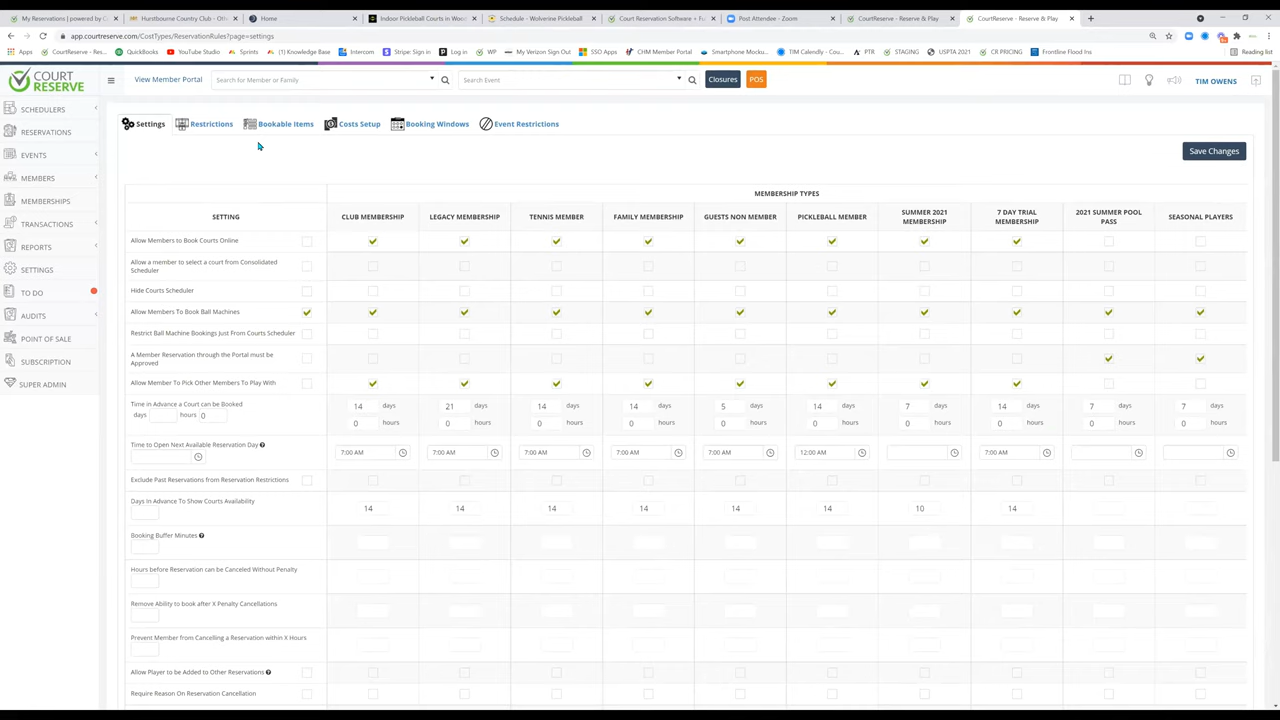 My Reservations | powered by C
Hurstbourne Country Club - Oth
Home
Indoor Pickleball Courts in Woo
Schedule - Wolverine Pickleball
Court Reservation Software + Fa
Post Attendee - Zoom
CourtReserve - Reserve & Play
CourtReserve - Reserve & Play
app.courtreserve.com/CostTypes/ReservationRules?page=settings
Apps CourtReserve - Res... QuickBooks YouTube Studio Sprints (1) Knowledge Base Intercom Stripe: Sign in Log in WP My Verizon Sign Out SSO Apps CHM Member Portal Smartphone Mocku... TIM Calendly - Cour... PTR STAGING USPTA 2021 CR PRICING Frontline Flood Ins Reading list
COURT RESERVE
View Member Portal Search for Member or Family Search Event Closures POS TIM OWENS
SCHEDULERS
RESERVATIONS
EVENTS
MEMBERS
MEMBERSHIPS
TRANSACTIONS
REPORTS
SETTINGS
TO DO
AUDITS
POINT OF SALE
SUBSCRIPTION
SUPER ADMIN
Settings Restrictions Bookable Items Costs Setup Booking Windows Event Restrictions
Save Changes
MEMBERSHIP TYPES
SETTING CLUB MEMBERSHIP LEGACY MEMBERSHIP TENNIS MEMBER FAMILY MEMBERSHIP GUESTS NON MEMBER PICKLEBALL MEMBER SUMMER 2021 MEMBERSHIP 7 DAY TRIAL MEMBERSHIP 2021 SUMMER POOL PASS SEASONAL PLAYERS
Allow Members to Book Courts Online
Allow a member to select a court from Consolidated
Scheduler
Hide Courts Scheduler
Allow Members To Book Ball Machines
Restrict Ball Machine Bookings Just From Courts Scheduler
A Member Reservation through the Portal must be
Approved
Allow Member To Pick Other Members To Play With
Time in Advance a Court can be Booked
14 days 21 days 14 days 14 days 5 days 14 days 7 days 14 days 7 days 7 days
days hours 0
0 hours 0 hours 0 hours 0 hours 0 hours 0 hours 0 hours 0 hours 0 hours 0 hours
Time to Open Next Available Reservation Day
7:00 AM 7:00 AM 7:00 AM 7:00 AM 7:00 AM 12:00 AM 7:00 AM
Exclude Past Reservations from Reservation Restrictions
Days In Advance To Show Courts Availability
14 14 14 14 14 14 10 14
Booking Buffer Minutes
Hours before Reservation can be Canceled Without Penalty
Remove Ability to book after X Penalty Cancellations
Prevent Member from Cancelling a Reservation within X Hours
Allow Player to be Added to Other Reservations
Require Reason On Reservation Cancellation